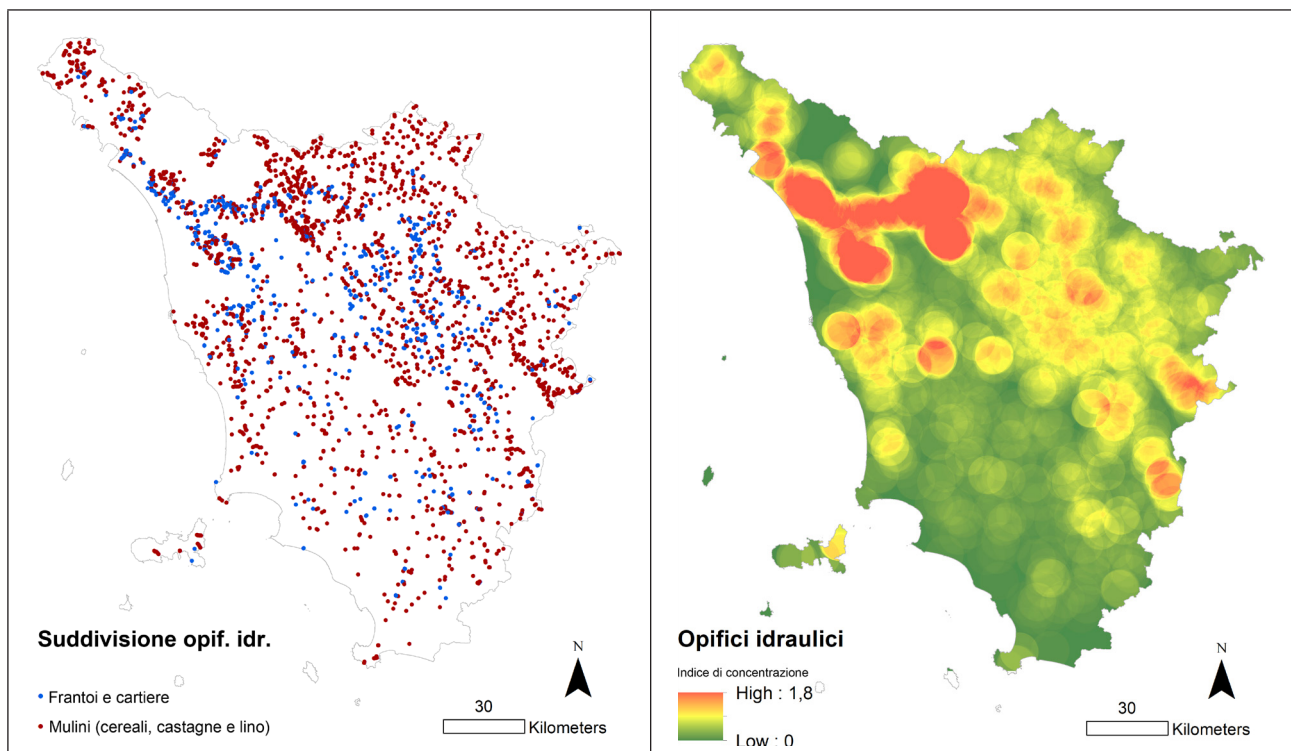 Suddivisione opif. idr.
N
Frantoi e cartiere
Mulini (cereali, castagne e lino)
30
Kilometers
Opifici idraulici
N
Indice di concentrazione
High : 1,8
Low : 0
30
Kilometers